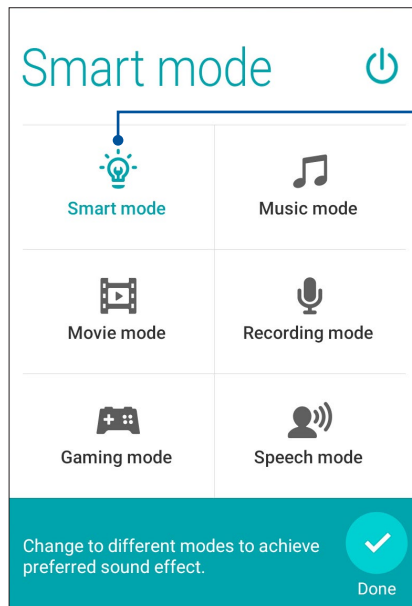 Smart mode
Smart mode
Music mode
Movie mode
Recording mode
Gaming mode
Speech mode
Change to different modes to achieve
preferred sound effect.
Done